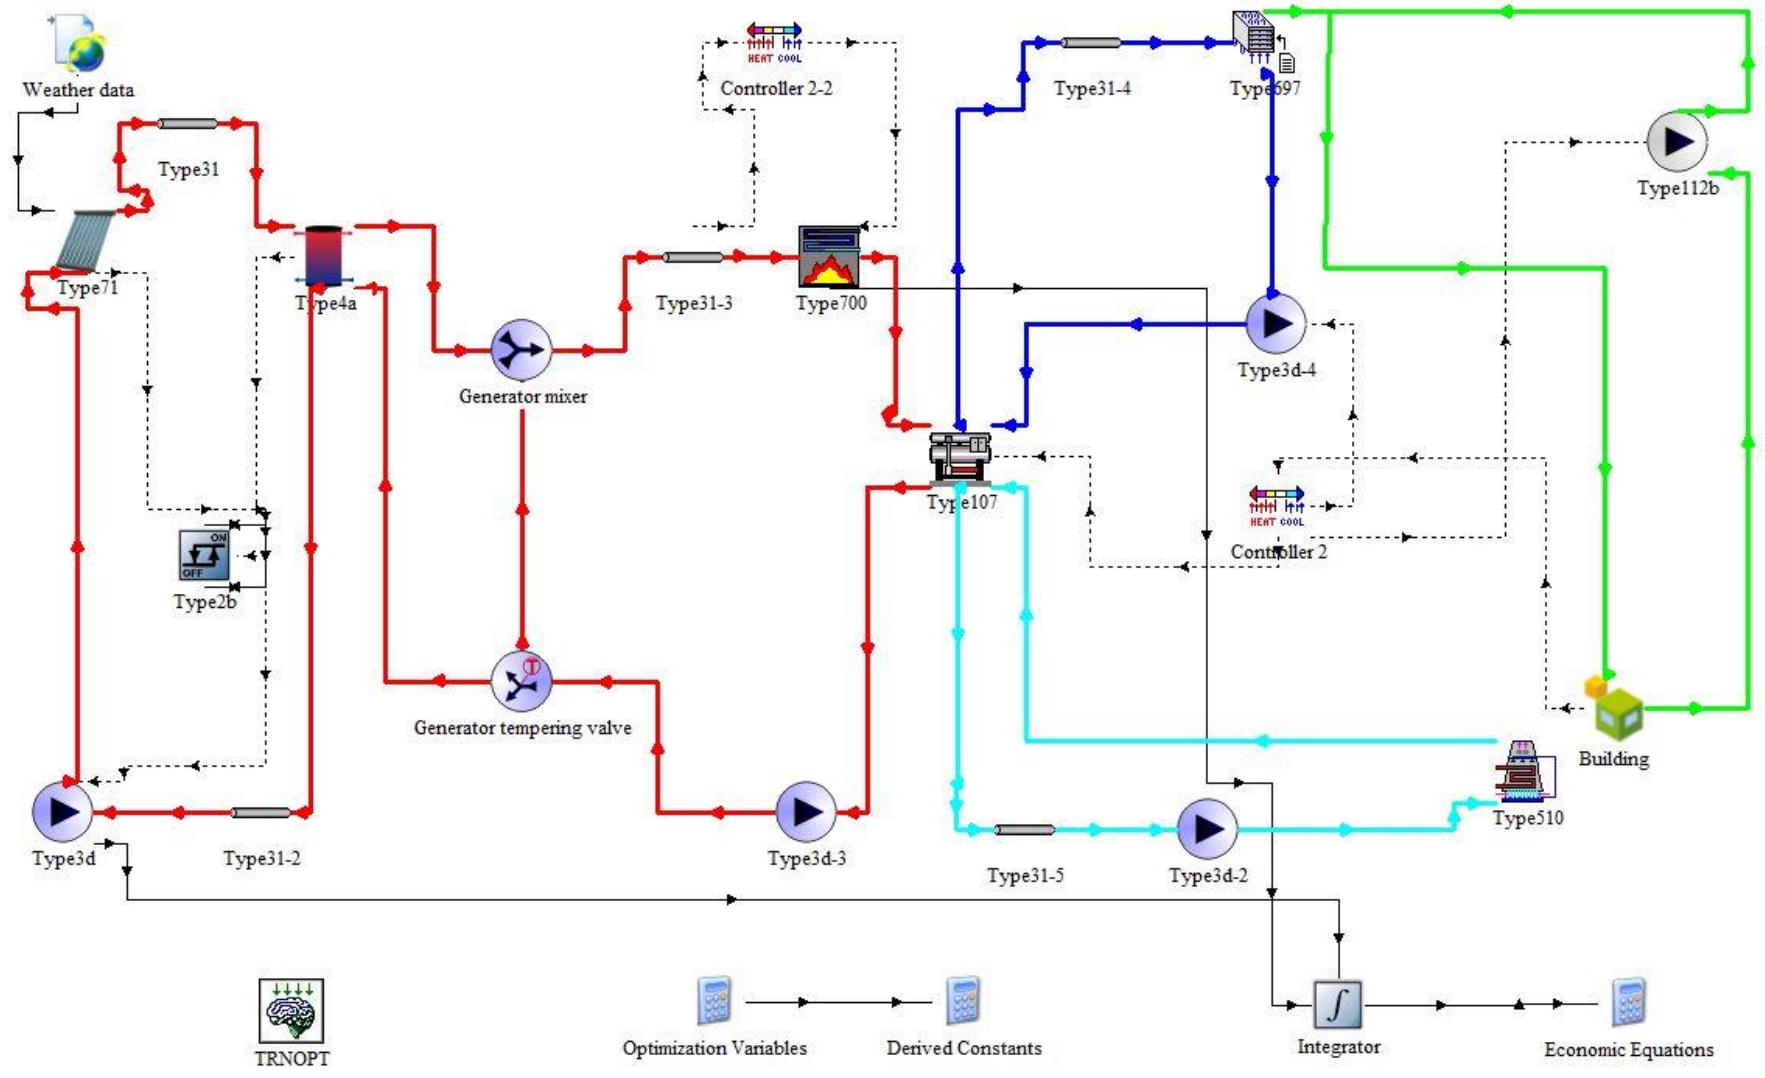 Weather data
HEAT COOL
Controller 2-2
Type31-4
Type697
Type31
Type112b
Type71
Type4a
Type31-3
Type700
Generator mixer
Type3d-4
Type107
HEAT COOL
Controller 2
ON
OFF
Type2b
T
Generator tempering valve
Building
Type510
Type3d
Type31-2
Type3d-3
Type31-5
Type3d-2
TRNOPT
Optimization Variables
Derived Constants
∫
Integrator
Economic Equations